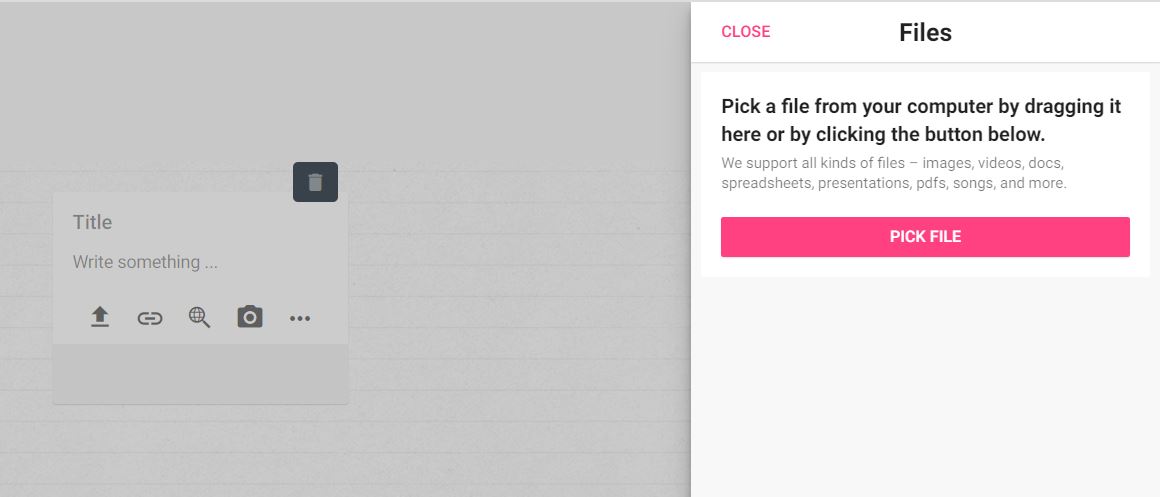 CLOSE
Files
Pick a file from your computer by dragging it
here or by clicking the button below.
We support all kinds of files – images, videos, docs,
spreadsheets, presentations, pdfs, songs, and more.
PICK FILE
Title
Write something ...